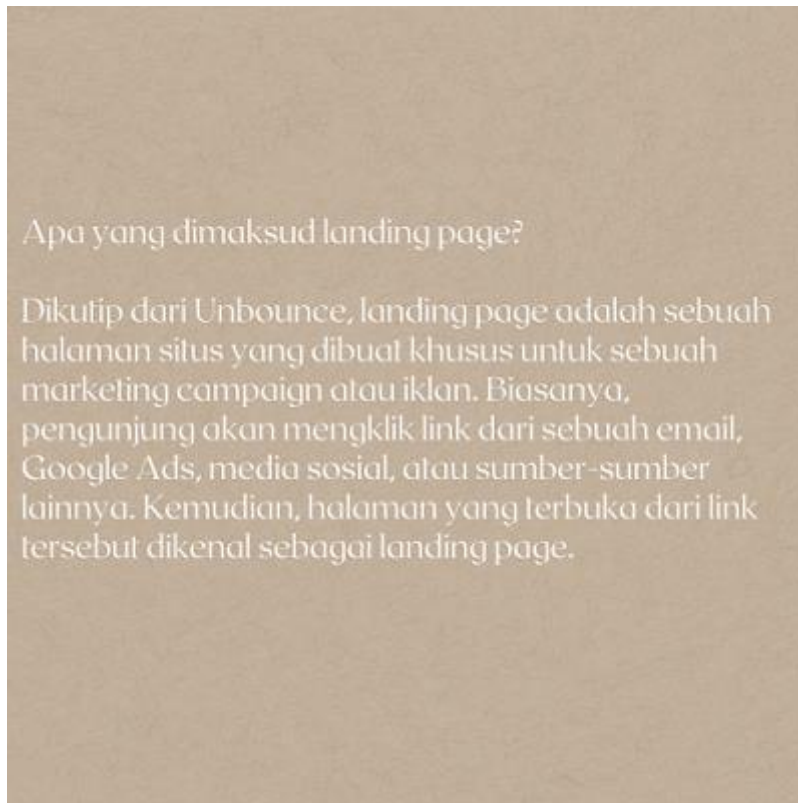 Apa yang dimaksud landing page?
Dikutip dari Unbounce, landing page adalah sebuah
halaman situs yang dibuat khusus untuk sebuah
marketing campaign atau iklan. Biasanya,
pengunjung akan mengklik link dari sebuah email,
Google Ads, media sosial, atau sumber-sumber
lainnya. Kemudian, halaman yang terbuka dari link
tersebut dikenal sebagai landing page.